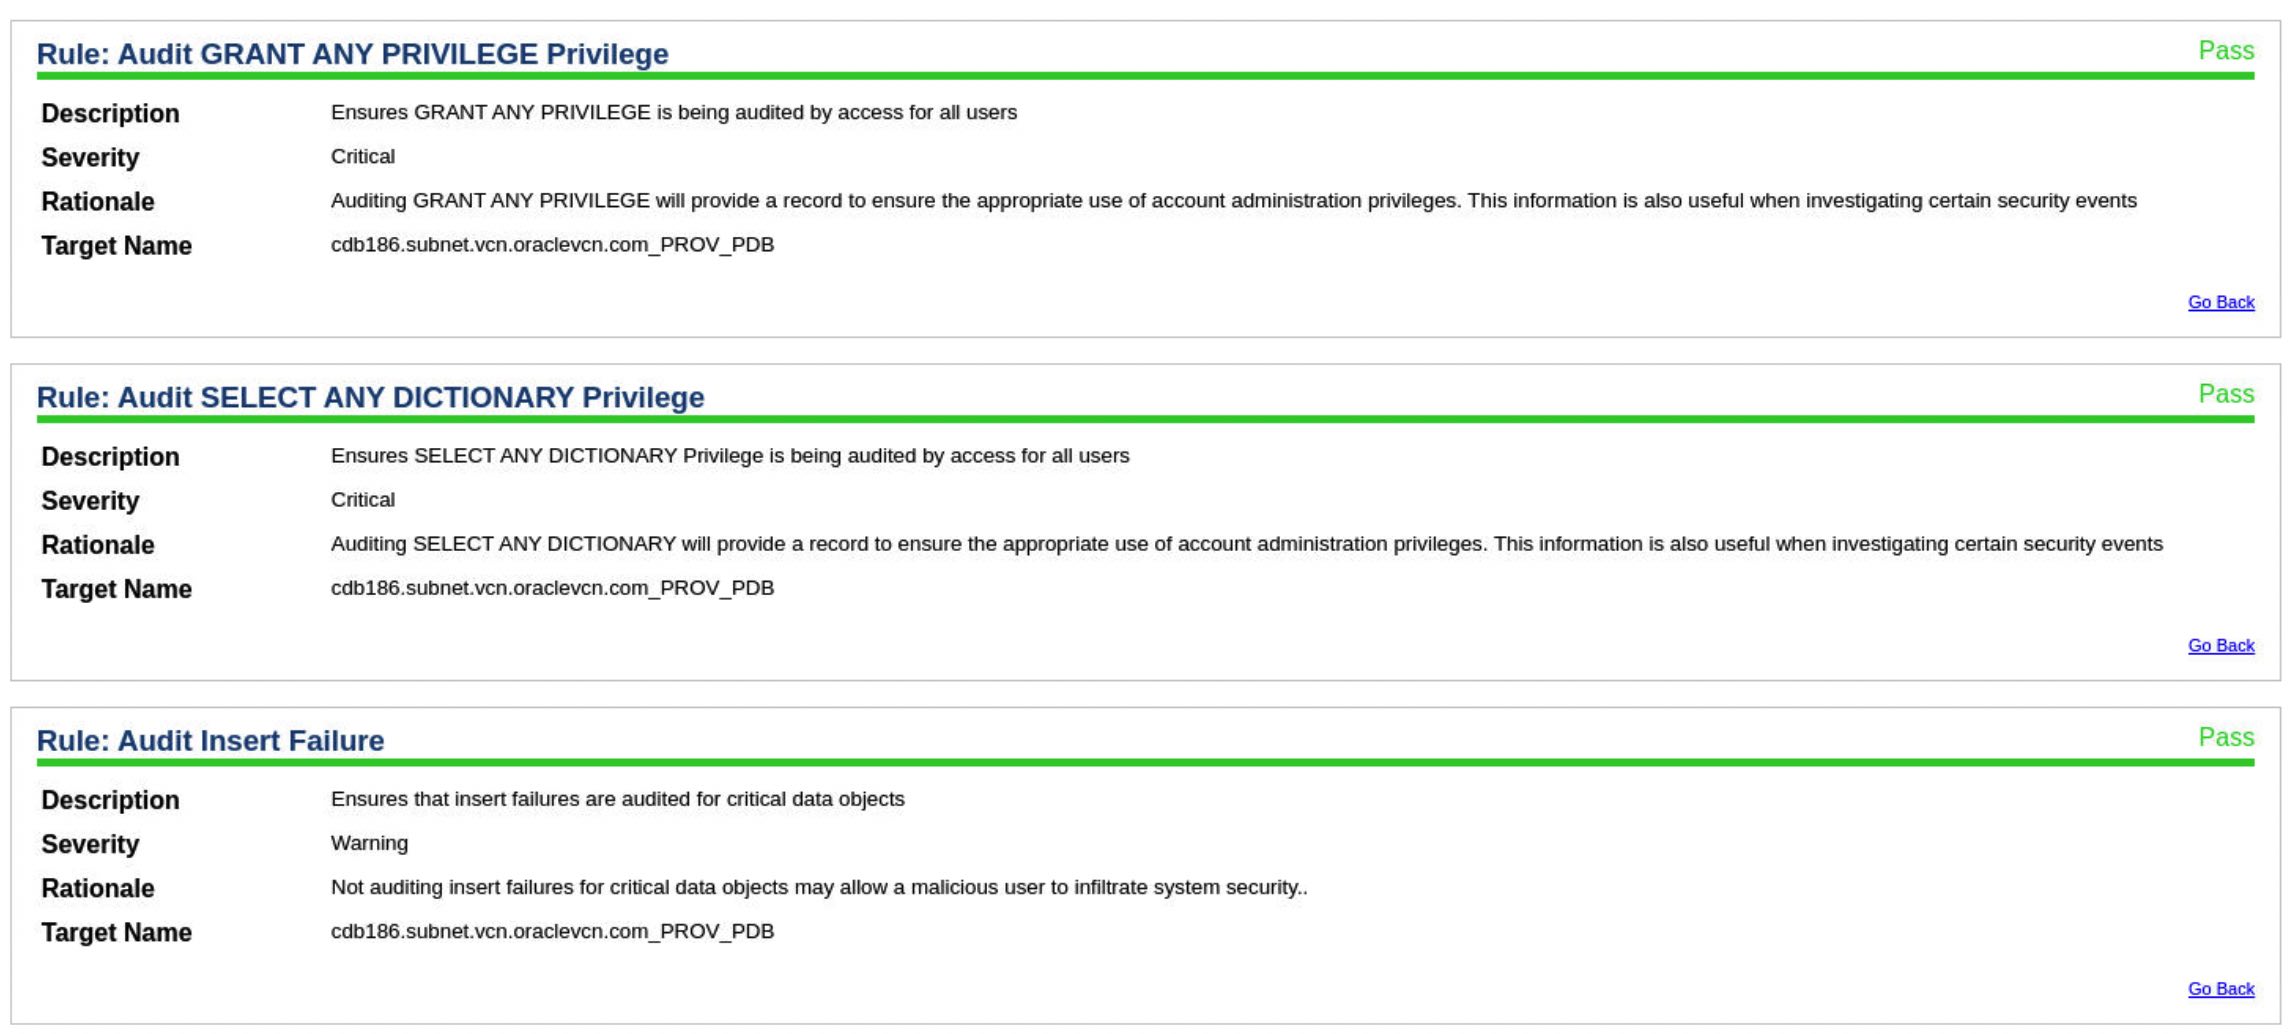 Rule: Audit GRANT ANY PRIVILEGE Privilege Pass
Description Ensures GRANT ANY PRIVILEGE is being audited by access for all users
Severity Critical
Rationale Auditing GRANT ANY PRIVILEGE will provide a record to ensure the appropriate use of account administration privileges. This information is also useful when investigating certain security events
Target Name cdb186.subnet.vcn.oraclevcn.com_PROV_PDB
Go Back
Rule: Audit SELECT ANY DICTIONARY Privilege Pass
Description Ensures SELECT ANY DICTIONARY Privilege is being audited by access for all users
Severity Critical
Rationale Auditing SELECT ANY DICTIONARY will provide a record to ensure the appropriate use of account administration privileges. This information is also useful when investigating certain security events
Target Name cdb186.subnet.vcn.oraclevcn.com_PROV_PDB
Go Back
Rule: Audit Insert Failure Pass
Description Ensures that insert failures are audited for critical data objects
Severity Warning
Rationale Not auditing insert failures for critical data objects may allow a malicious user to infiltrate system security..
Target Name cdb186.subnet.vcn.oraclevcn.com_PROV_PDB
Go Back